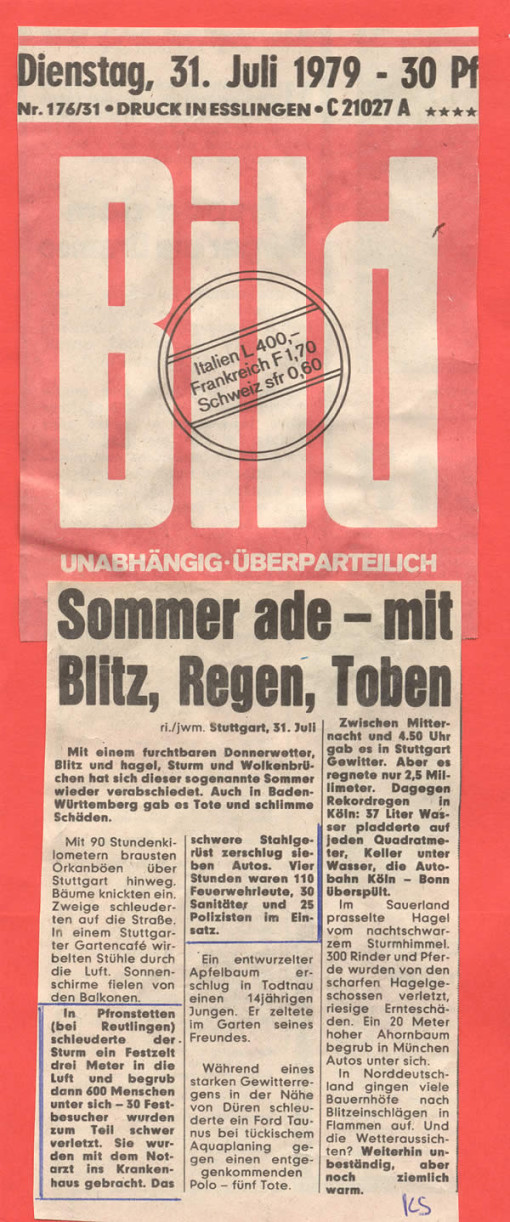 Dienstag, 31. Juli 1979 - 30 Pf
Nr. 176/31 • DRUCK IN ESSLINGEN • C 21027 A ★★★★
Bild
Italien L 400,-
Frankreich F 1,70
Schweiz sfr 0,60
UNABHÄNGIG·ÜBERPARTEILICH
Sommer ade – mit
Blitz, Regen, Toben
ri./jwm. Stuttgart, 31. Juli
Mit einem furchtbaren Donnerwetter,
Blitz und hagel, Sturm und Wolkenbrü-
chen hat sich dieser sogenannte Sommer
wieder verabschiedet. Auch in Baden-
Württemberg gab es Tote und schlimme
Schäden.
Mit 90 Stundenki-
lometern brausten
Orkanböen über
Stuttgart hinweg.
Bäume knickten ein.
Zweige schleuder-
ten auf die Straße.
In einem Stuttgar-
ter Gartencafé wir-
belten Stühle durch
die Luft. Sonnen-
schirme fielen von
den Balkonen.
In Pfronstetten
(bei Reutlingen)
schleuderte der
Sturm ein Festzelt
drei Meter in die
Luft und begrub
dann 600 Menschen
unter sich – 30 Fest-
besucher wurden
zum Teil schwer
verletzt. Sie wur-
den mit dem Not-
arzt ins Kranken-
haus gebracht. Das
schwere Stahlge-
rüst zerschlug sie-
ben Autos. Vier
Stunden waren 110
Feuerwehrleute, 30
Sanitäter und 25
Polizisten im Ein-
satz.
Ein entwurzelter
Apfelbaum er-
schlug in Todtnau
einen 14jährigen
Jungen. Er zeltete
im Garten seines
Freundes.
Während eines
starken Gewitterre-
gens in der Nähe
von Düren schleu-
derte ein Ford Tau-
nus bei tückischem
Aquaplaning ge-
gen einen entge-
genkommenden
Polo – fünf Tote.
Zwischen Mitter-
nacht und 4.50 Uhr
gab es in Stuttgart
Gewitter. Aber es
regnete nur 2,5 Mil-
limeter. Dagegen
Rekordregen in
Köln: 37 Liter Was-
ser pladderte auf
jeden Quadratme-
ter, Keller unter
Wasser, die Auto-
bahn Köln – Bonn
überspült.
Im Sauerland
prasselte Hagel
vom nachtschwar-
zem Sturmhimmel.
300 Rinder und Pfer-
de wurden von den
scharfen Hagelge-
schossen verletzt,
riesige Ernteschä-
den. Ein 20 Meter
hoher Ahornbaum
begrub in München
Autos unter sich.
In Norddeutsch-
land gingen viele
Bauernhöfe nach
Blitzeinschlägen in
Flammen auf. Und
die Wetteraussich-
ten? Weiterhin un-
beständig, aber
noch ziemlich
warm.
KS